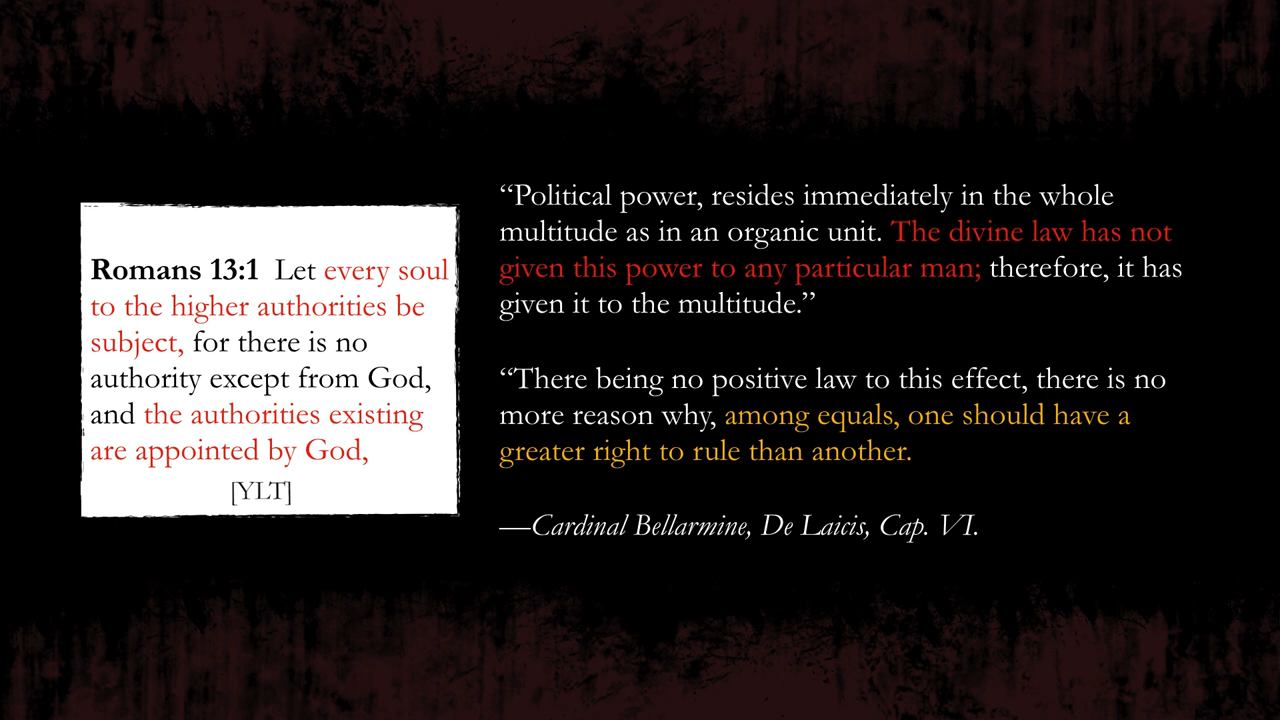 Romans 13:1 Let every soul
to the higher authorities be
subject, for there is no
authority except from God,
and the authorities existing
are appointed by God,
[YLT]
“Political power, resides immediately in the whole
multitude as in an organic unit. The divine law has not
given this power to any particular man; therefore, it has
given it to the multitude.”
“There being no positive law to this effect, there is no
more reason why, among equals, one should have a
greater right to rule than another.
—Cardinal Bellarmine, De Laicis, Cap. VI.